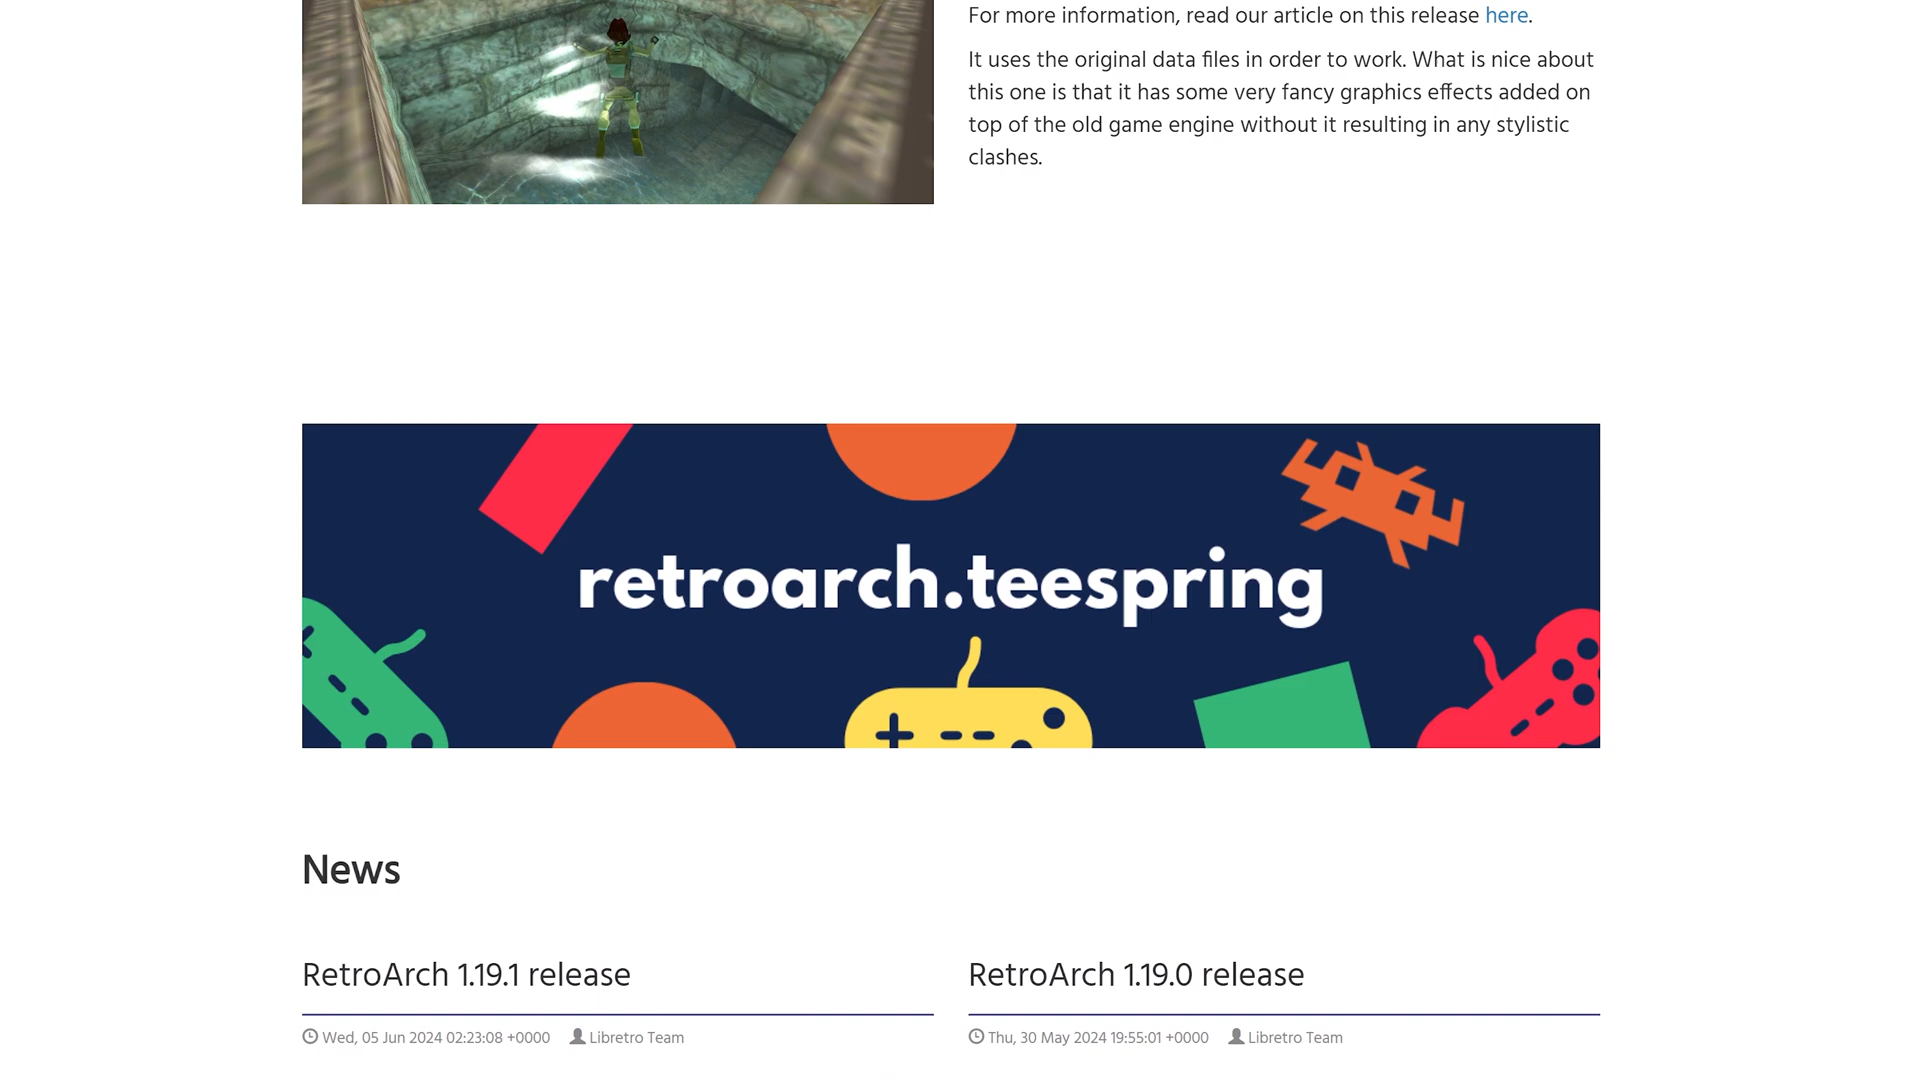 For more information, read our article on this release here.
It uses the original data files in order to work. What is nice about
this one is that it has some very fancy graphics effects added on
top of the old game engine without it resulting in any stylistic
clashes.
retroarch.teespring
News
RetroArch 1.19.1 release
RetroArch 1.19.0 release
Wed, 05 Jun 2024 02:23:08 +0000 Libretro Team
Thu, 30 May 2024 19:55:01 +0000 Libretro Team